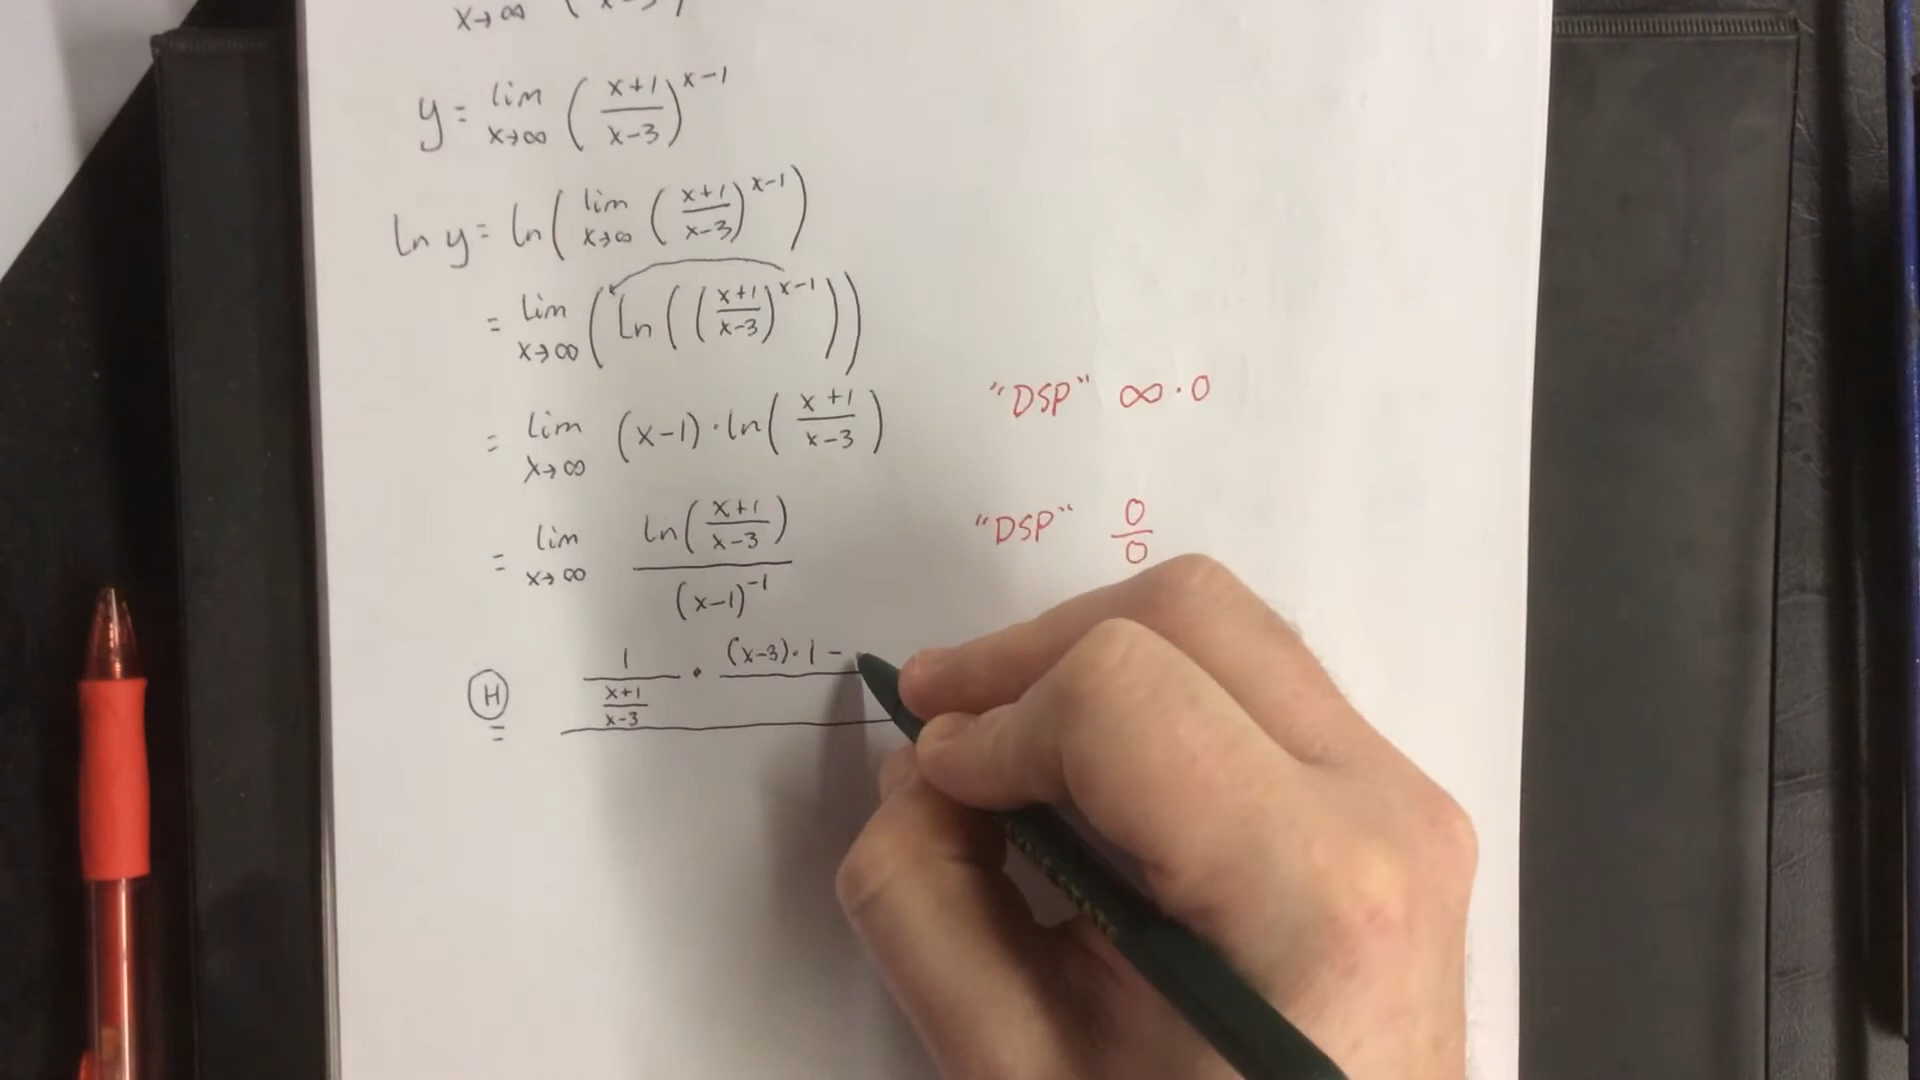 x→∞ (x-3)
y = lim x→∞ ((x+1)/(x-3))^(x-1)
ln y = ln( lim x→∞ ((x+1)/(x-3))^(x-1) )
= lim x→∞ ( ln( ((x+1)/(x-3))^(x-1) ) )
= lim x→∞ (x-1)·ln( (x+1)/(x-3) ) "DSP" ∞·0
= lim x→∞ ln( (x+1)/(x-3) ) / (x-1)^-1 "DSP" 0/0
(H) = 1/((x+1)/(x-3)) · (x-3)·1 -